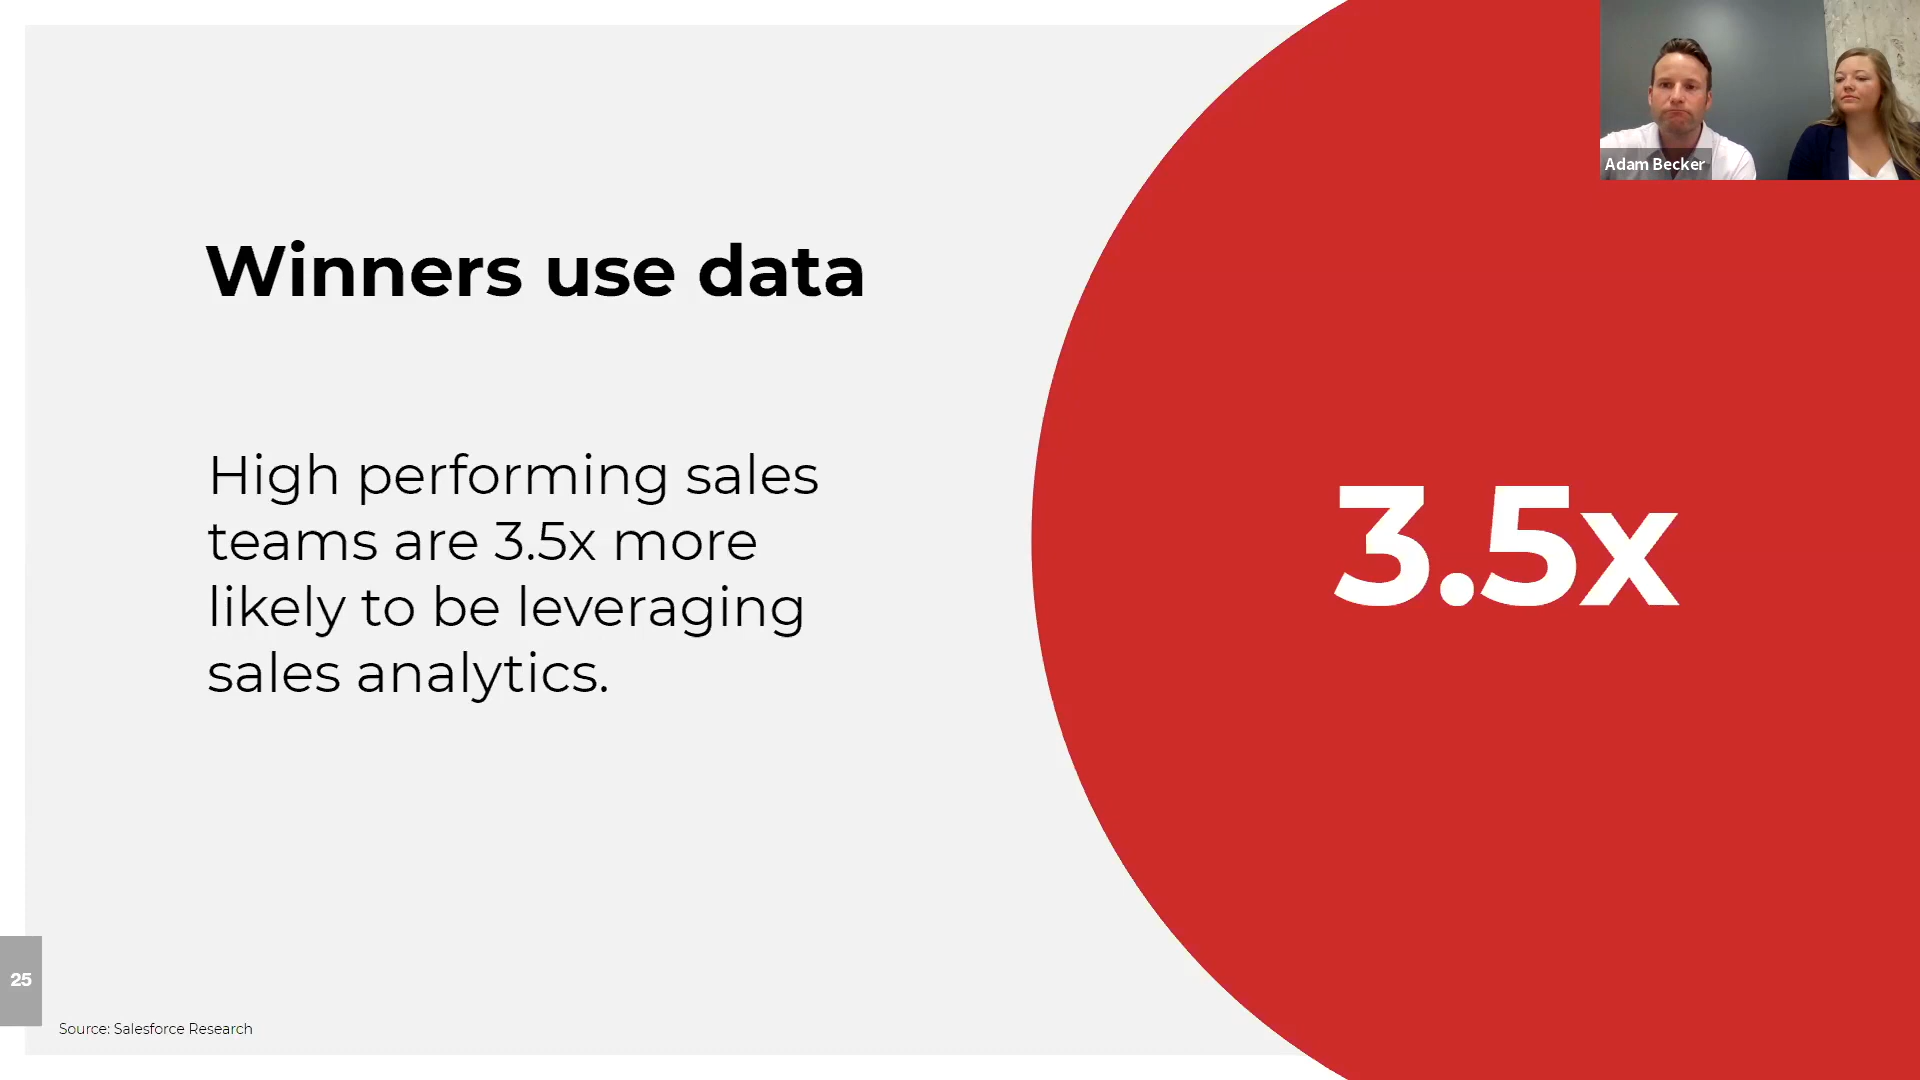 Adam Becker
Winners use data
High performing sales
teams are 3.5x more
likely to be leveraging
sales analytics.
3.5x
25
Source: Salesforce Research